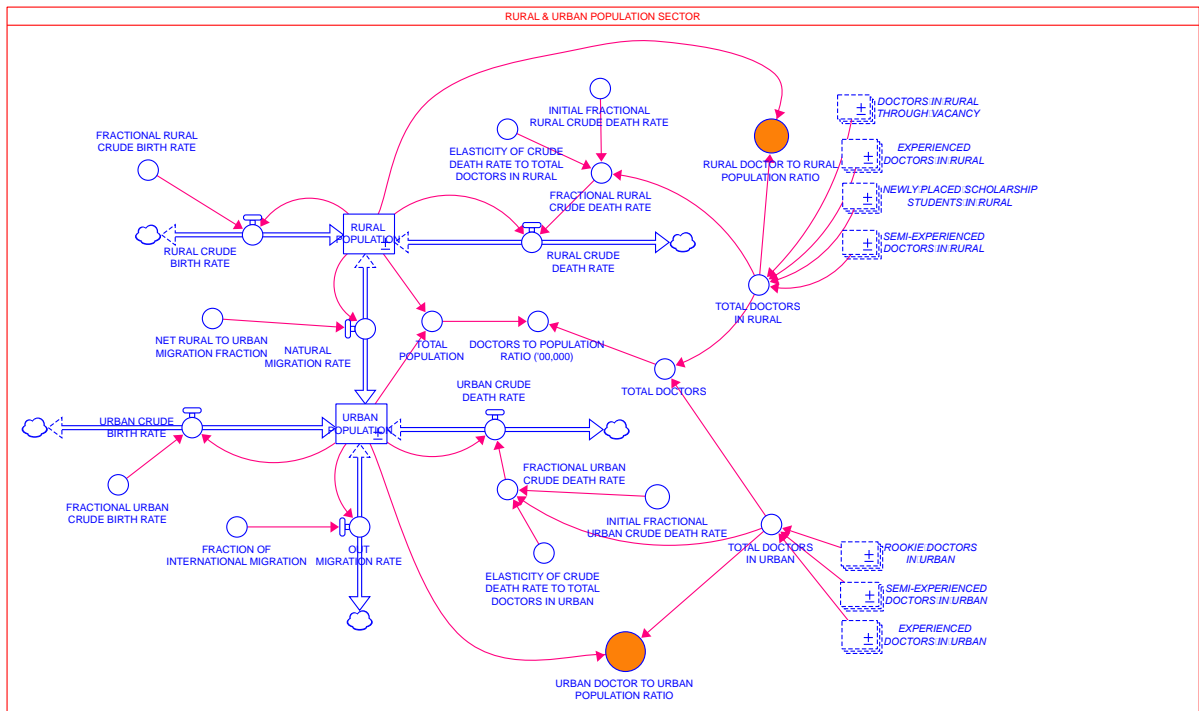 RURAL & URBAN POPULATION SECTOR
FRACTIONAL RURAL
CRUDE BIRTH RATE
INITIAL FRACTIONAL
RURAL CRUDE DEATH RATE
ELASTICITY OF CRUDE
DEATH RATE TO TOTAL
DOCTORS IN RURAL
FRACTIONAL RURAL
CRUDE DEATH RATE
RURAL DOCTOR TO RURAL
POPULATION RATIO
DOCTORS IN RURAL
THROUGH VACANCY
EXPERIENCED
DOCTORS IN RURAL
NEWLY PLACED SCHOLARSHIP
STUDENTS IN RURAL
SEMI-EXPERIENCED
DOCTORS IN RURAL
RURAL
POPULATION
RURAL CRUDE
BIRTH RATE
RURAL CRUDE
DEATH RATE
TOTAL DOCTORS
IN RURAL
NET RURAL TO URBAN
MIGRATION FRACTION
NATURAL
MIGRATION RATE
TOTAL
POPULATION
DOCTORS TO POPULATION
RATIO ('00,000)
TOTAL DOCTORS
URBAN CRUDE
DEATH RATE
URBAN CRUDE
BIRTH RATE
URBAN
POPULATION
FRACTIONAL URBAN
CRUDE BIRTH RATE
FRACTIONAL URBAN
CRUDE DEATH RATE
INITIAL FRACTIONAL
URBAN CRUDE DEATH RATE
FRACTION OF
INTERNATIONAL MIGRATION
OUT
MIGRATION RATE
ELASTICITY OF CRUDE
DEATH RATE TO TOTAL
DOCTORS IN URBAN
TOTAL DOCTORS
IN URBAN
ROOKIE DOCTORS
IN URBAN
SEMI-EXPERIENCED
DOCTORS IN URBAN
EXPERIENCED
DOCTORS IN URBAN
URBAN DOCTOR TO URBAN
POPULATION RATIO